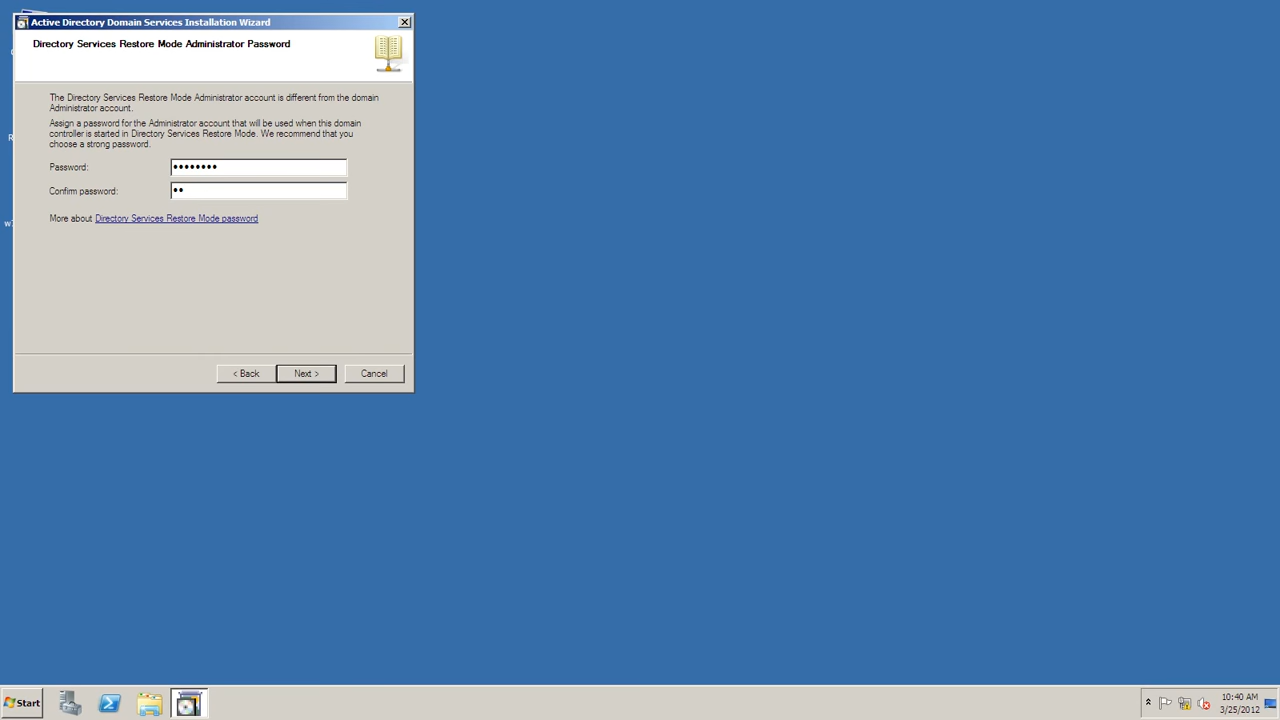 Active Directory Domain Services Installation Wizard
Directory Services Restore Mode Administrator Password
The Directory Services Restore Mode Administrator account is different from the domain
Administrator account.
Assign a password for the Administrator account that will be used when this domain
controller is started in Directory Services Restore Mode. We recommend that you
choose a strong password.
Password: ••••••••
Confirm password: ••
More about Directory Services Restore Mode password
< Back Next > Cancel
Start
10:40 AM
3/25/2012